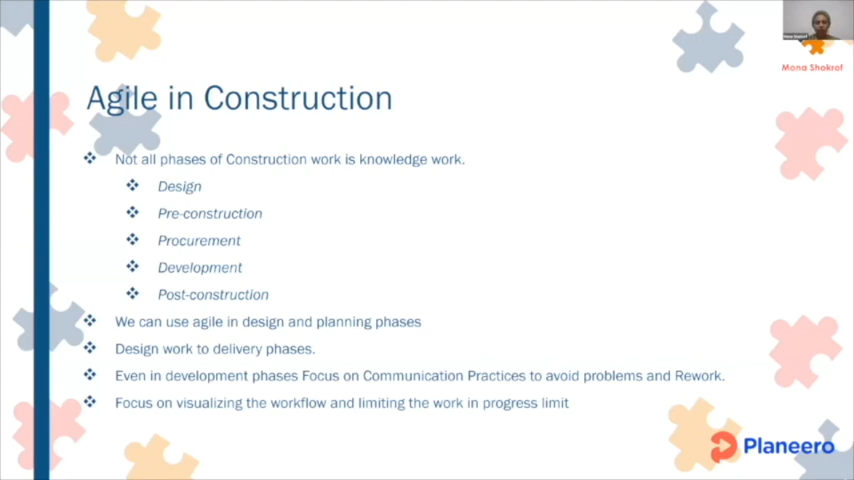 Mona Shokrof
Agile in Construction
Not all phases of Construction work is knowledge work.
Design
Pre-construction
Procurement
Development
Post-construction
We can use agile in design and planning phases
Design work to delivery phases.
Even in development phases Focus on Communication Practices to avoid problems and Rework.
Focus on visualizing the workflow and limiting the work in progress limit
Planeero